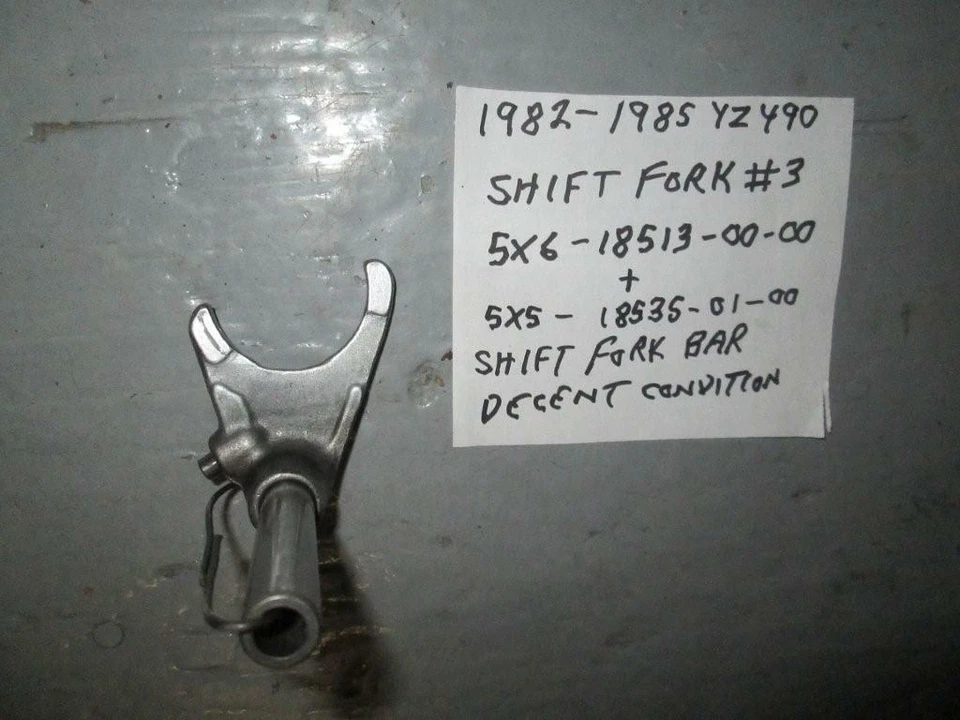 1982-1985 YZ490
SHIFT FORK #3
5X6-18513-00-00
+
5X5-18535-01-00
SHIFT FORK BAR
DECENT CONDITION